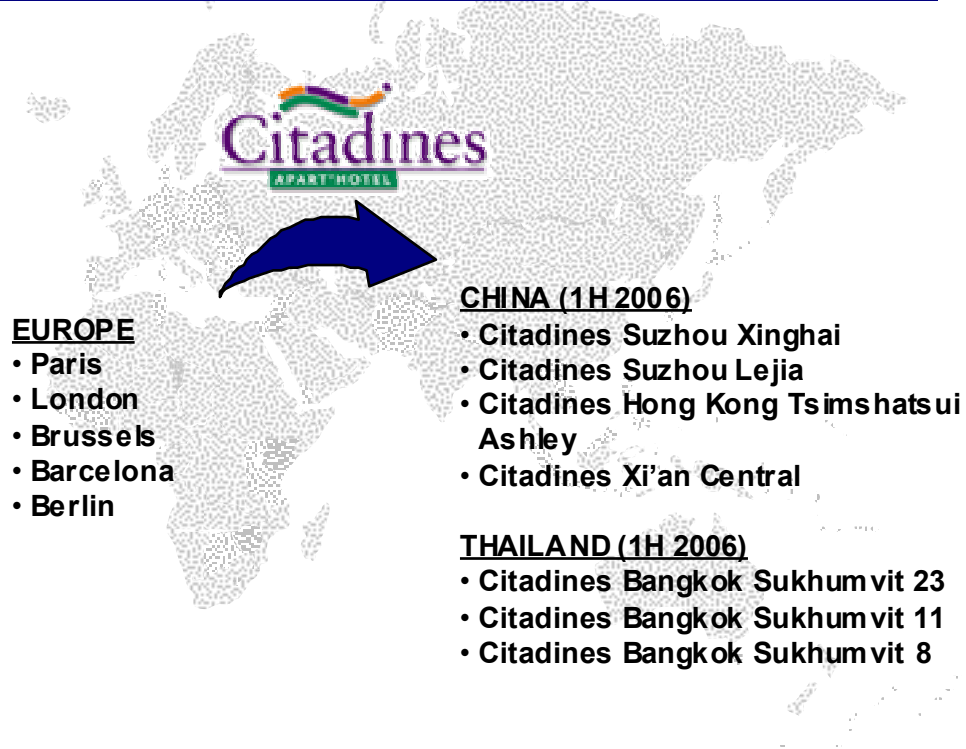 Citadines
APART'HOTEL
EUROPE
• Paris
• London
• Brussels
• Barcelona
• Berlin
CHINA (1H 2006)
• Citadines Suzhou Xinghai
• Citadines Suzhou Lejia
• Citadines Hong Kong Tsimshatsui
Ashley
• Citadines Xi’an Central
THAILAND (1H 2006)
• Citadines Bangkok Sukhumvit 23
• Citadines Bangkok Sukhumvit 11
• Citadines Bangkok Sukhumvit 8